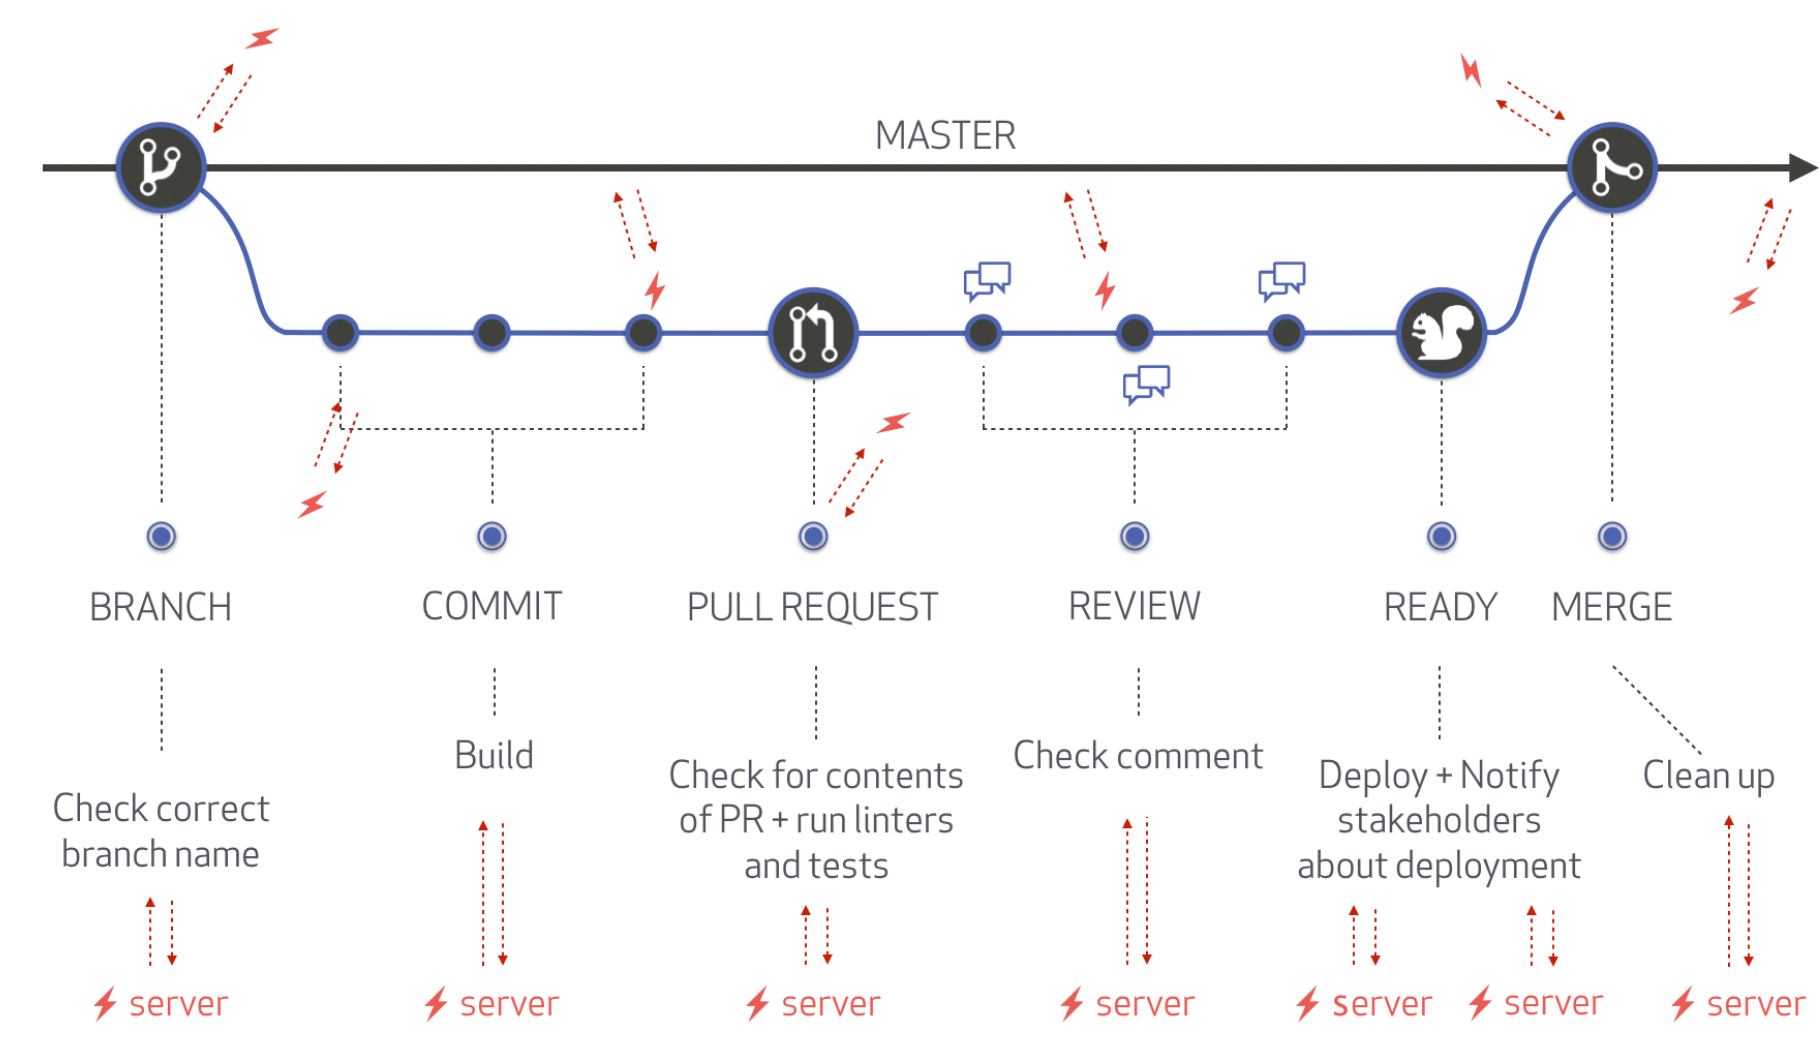 MASTER
BRANCH
COMMIT
PULL REQUEST
REVIEW
READY
MERGE
Check correct
branch name
Build
Check for contents
of PR + run linters
and tests
Check comment
Deploy + Notify
stakeholders
about deployment
Clean up
server
server
server
server
server
server
server